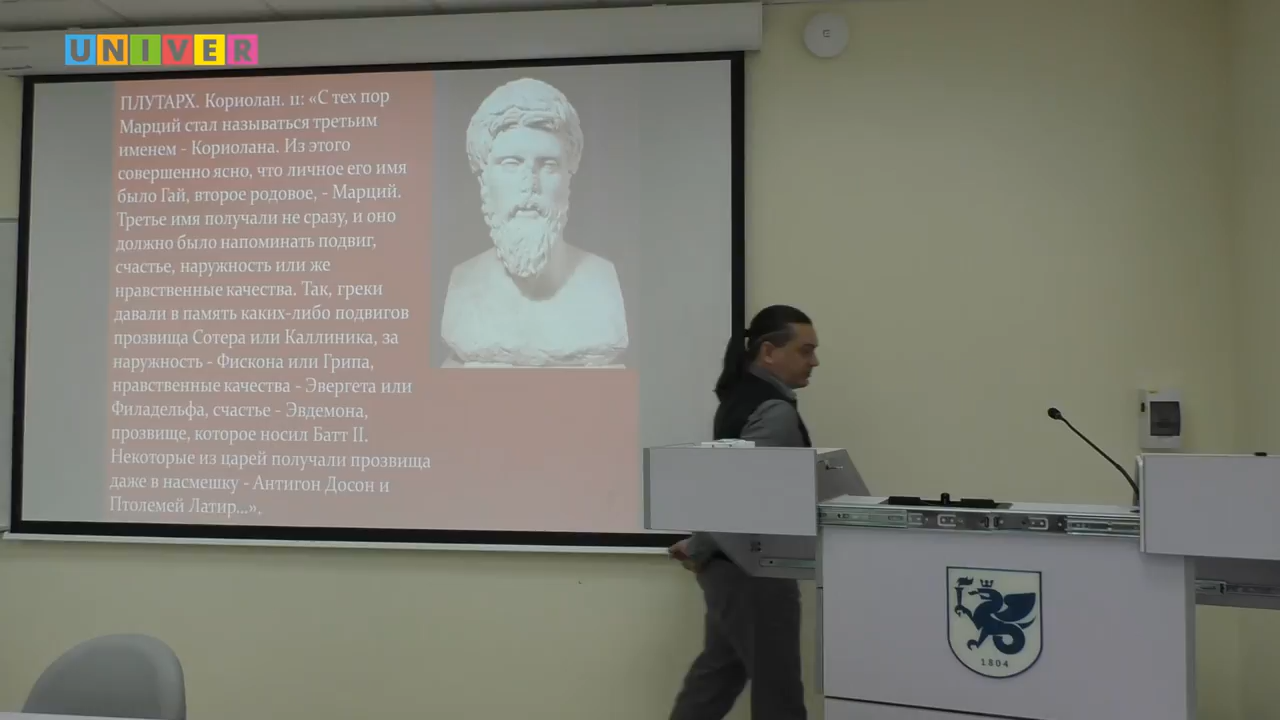 UNIVER
ПЛУТАРХ. Кориолан. 11: «С тех пор
Марций стал называться третьим
именем - Кориолана. Из этого
совершенно ясно, что личное его имя
было Гай, второе родовое, - Марций.
Третье имя получали не сразу, и оно
должно было напоминать подвиг,
счастье, наружность или же
нравственные качества. Так, греки
давали в память каких-либо подвигов
прозвища Сотера или Каллиника, за
наружность - Фискона или Грипа,
нравственные качества - Эвергета или
Филадельфа, счастье - Эвдемона,
прозвище, которое носил Батт II.
Некоторые из царей получали прозвища
даже в насмешку - Антигон Досон и
Птолемей Латир...».
1804